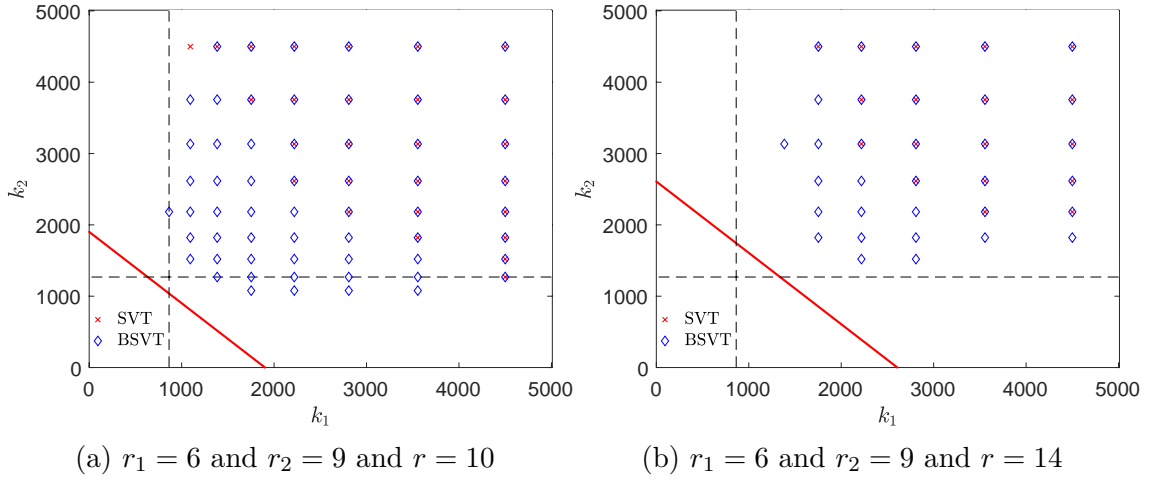 5000
4000
3000
2000
1000
0
k₂
SVT
BSVT
0 1000 2000 3000 4000 5000
k₁
(a) r₁ = 6 and r₂ = 9 and r = 10
5000
4000
3000
2000
1000
0
k₂
SVT
BSVT
0 1000 2000 3000 4000 5000
k₁
(b) r₁ = 6 and r₂ = 9 and r = 14